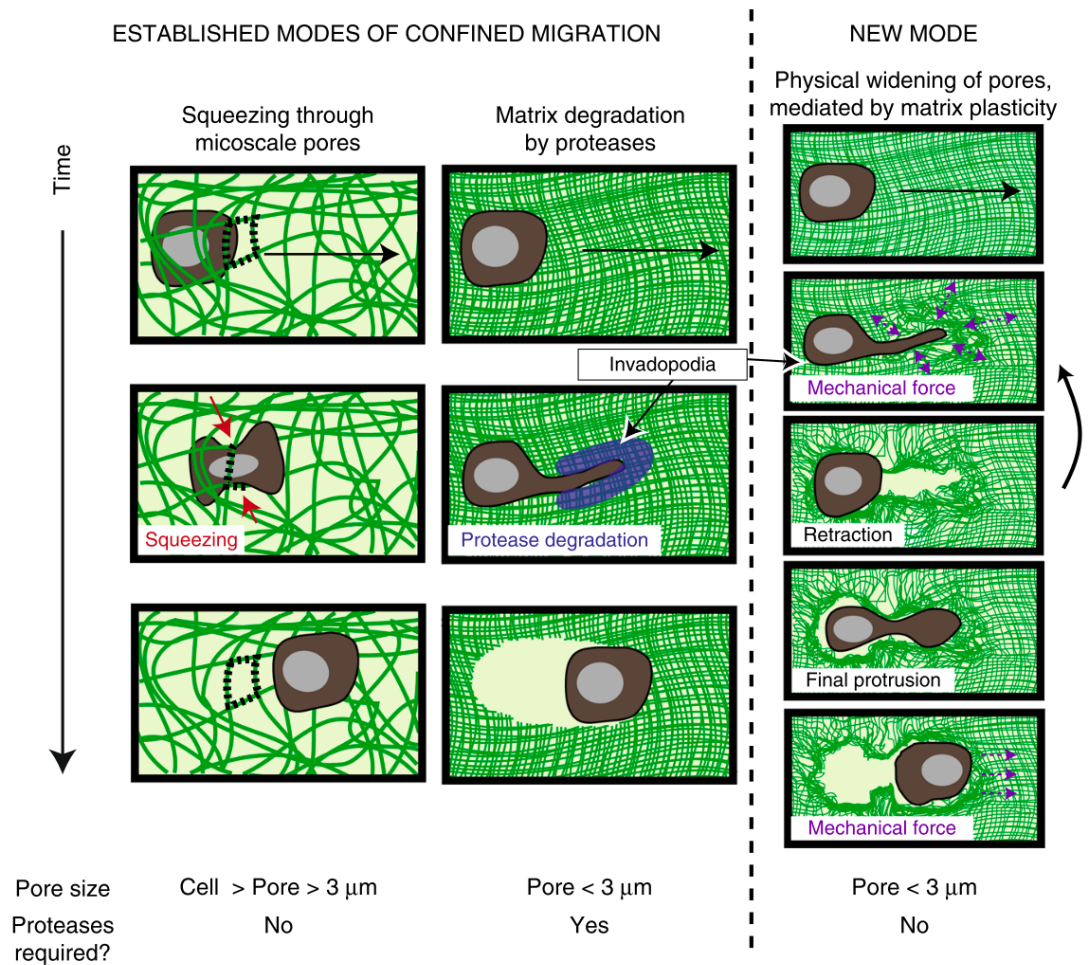 ESTABLISHED MODES OF CONFINED MIGRATION
NEW MODE
Squeezing through
micoscale pores
Matrix degradation
by proteases
Physical widening of pores,
mediated by matrix plasticity
Time
Invadopodia
Mechanical force
Squeezing
Protease degradation
Retraction
Final protrusion
Mechanical force
Pore size
Cell > Pore > 3 μm
Pore < 3 μm
Pore < 3 μm
Proteases
required?
No
Yes
No